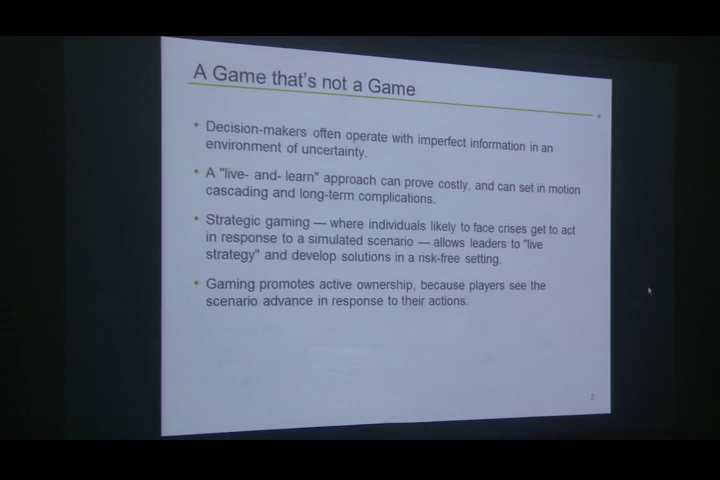 A Game that's not a Game
• Decision-makers often operate with imperfect information in an
environment of uncertainty.
• A "live- and- learn" approach can prove costly, and can set in motion
cascading and long-term complications.
• Strategic gaming — where individuals likely to face crises get to act
in response to a simulated scenario — allows leaders to "live
strategy" and develop solutions in a risk-free setting.
• Gaming promotes active ownership, because players see the
scenario advance in response to their actions.
2